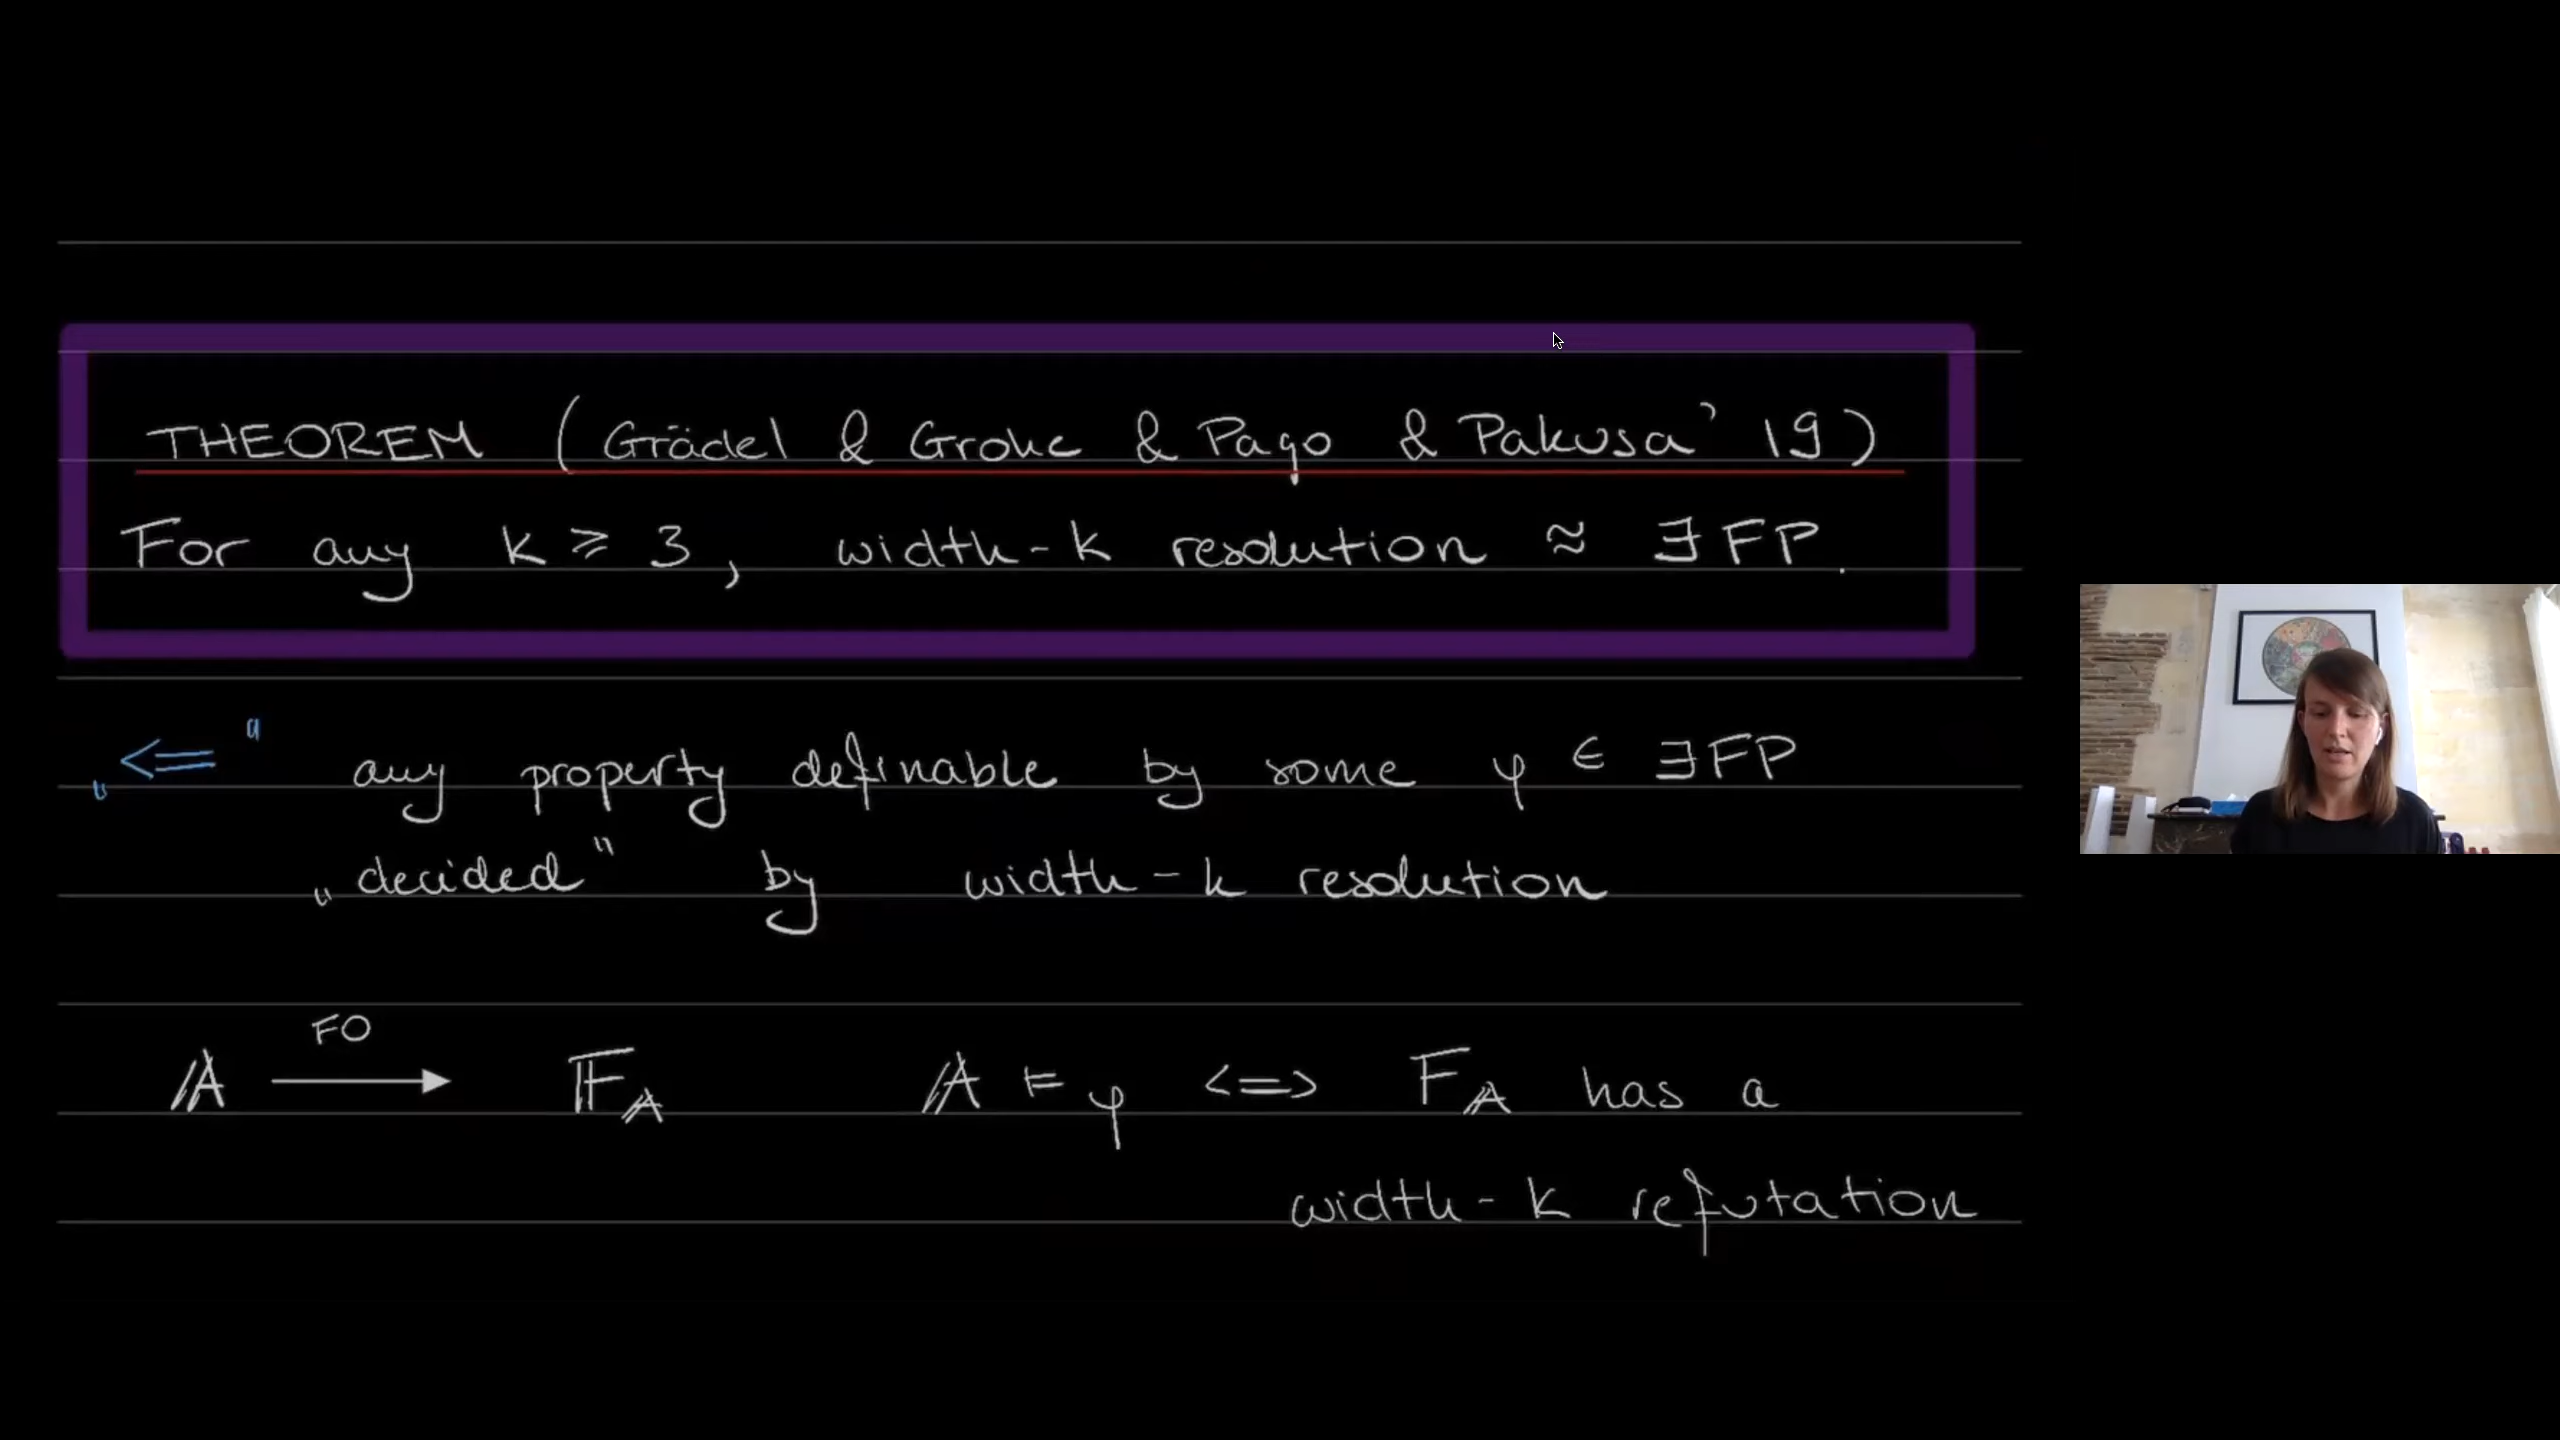 THEOREM (Grädel & Grohe & Pago & Pakusa' 19)
For any k ⩾ 3, width-k resolution ≈ ∃FP.
„⇐" any property definable by some φ ∈ ∃FP
„decided" by width-k resolution
FO
𝔸 → 𝔽_𝔸 𝔸 ⊨ φ <=> F_𝔸 has a
width-k refutation